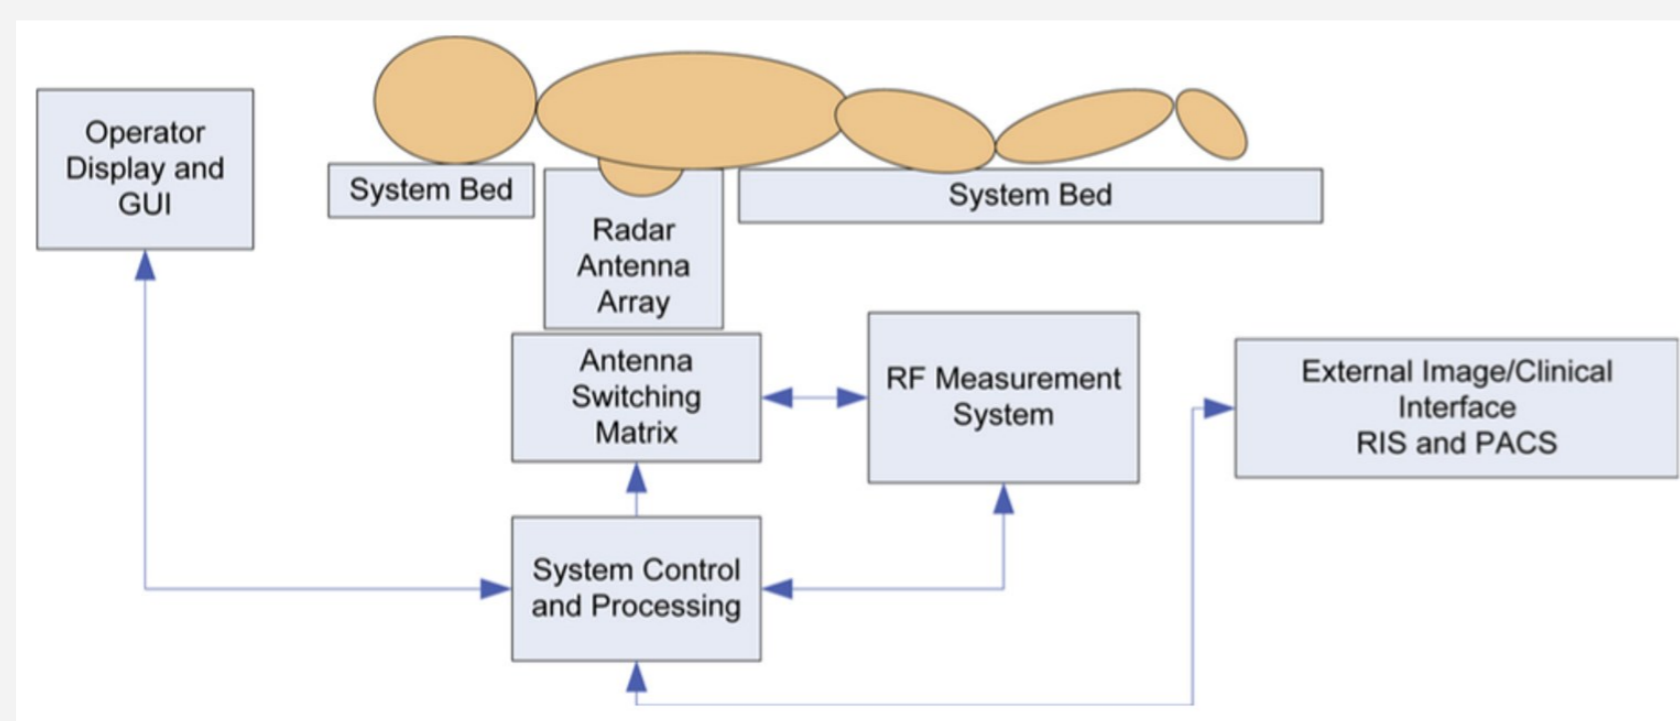 Operator
Display and
GUI
System Bed
System Bed
Radar
Antenna
Array
Antenna
Switching
Matrix
RF Measurement
System
External Image/Clinical
Interface
RIS and PACS
System Control
and Processing